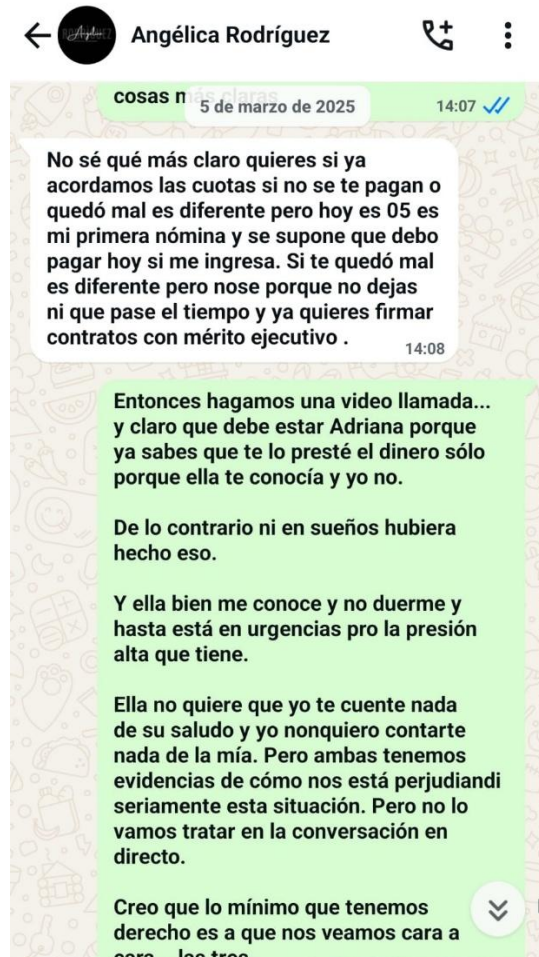 Angélica Rodríguez
cosas más claras
5 de marzo de 2025
14:07
No sé qué más claro quieres si ya
acordamos las cuotas si no se te pagan o
quedó mal es diferente pero hoy es 05 es
mi primera nómina y se supone que debo
pagar hoy si me ingresa. Si te quedó mal
es diferente pero nose porque no dejas
ni que pase el tiempo y ya quieres firmar
contratos con mérito ejecutivo .
14:08
Entonces hagamos una video llamada...
y claro que debe estar Adriana porque
ya sabes que te lo presté el dinero sólo
porque ella te conocía y yo no.
De lo contrario ni en sueños hubiera
hecho eso.
Y ella bien me conoce y no duerme y
hasta está en urgencias pro la presión
alta que tiene.
Ella no quiere que yo te cuente nada
de su saludo y yo nonquiero contarte
nada de la mía. Pero ambas tenemos
evidencias de cómo nos está perjudiandi
seriamente esta situación. Pero no lo
vamos tratar en la conversación en
directo.
Creo que lo mínimo que tenemos
derecho es a que nos veamos cara a